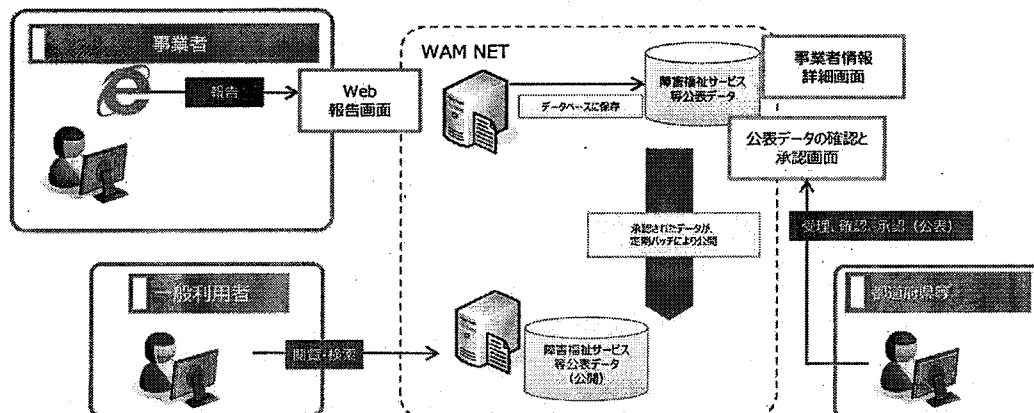 事業者
報告
Web
報告画面
WAM NET
データベースに保存
障害福祉サービス
等公表データ
事業者情報
詳細画面
公表データの確認と
承認画面
承認されたデータが、
定期バッチにより公開
受理、確認、承認（公表）
一般利用者
閲覧・検索
障害福祉サービス
等公表データ
（公開）
都道府県等